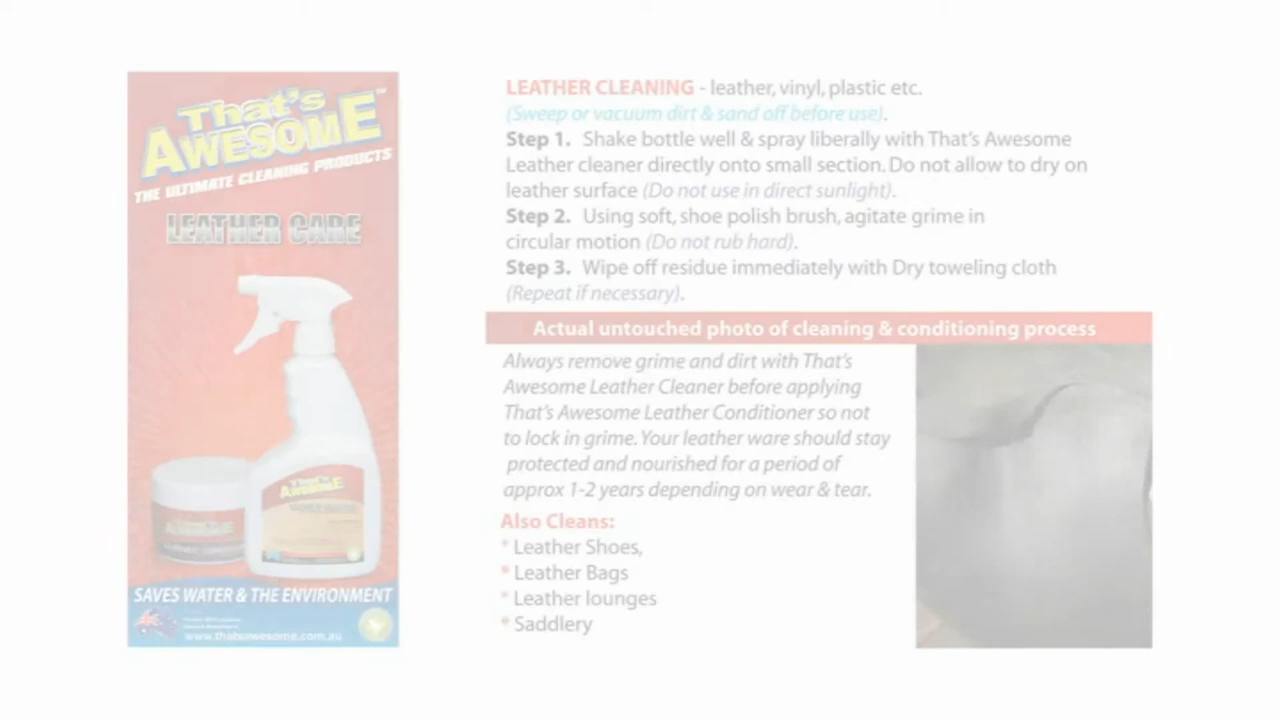 That's
AWESOME™
THE ULTIMATE CLEANING PRODUCTS
LEATHER CARE
That's
AWESOME
AWESOME
SAVES WATER & THE ENVIRONMENT
www.thatsawesome.com.au
LEATHER CLEANING - leather, vinyl, plastic etc.
(Sweep or vacuum dirt & sand off before use).
Step 1. Shake bottle well & spray liberally with That's Awesome
Leather cleaner directly onto small section. Do not allow to dry on
leather surface (Do not use in direct sunlight).
Step 2. Using soft, shoe polish brush, agitate grime in
circular motion (Do not rub hard).
Step 3. Wipe off residue immediately with Dry toweling cloth
(Repeat if necessary).
Actual untouched photo of cleaning & conditioning process
Always remove grime and dirt with That's
Awesome Leather Cleaner before applying
That's Awesome Leather Conditioner so not
to lock in grime. Your leather ware should stay
protected and nourished for a period of
approx 1-2 years depending on wear & tear.
Also Cleans:
* Leather Shoes,
* Leather Bags
* Leather lounges
* Saddlery